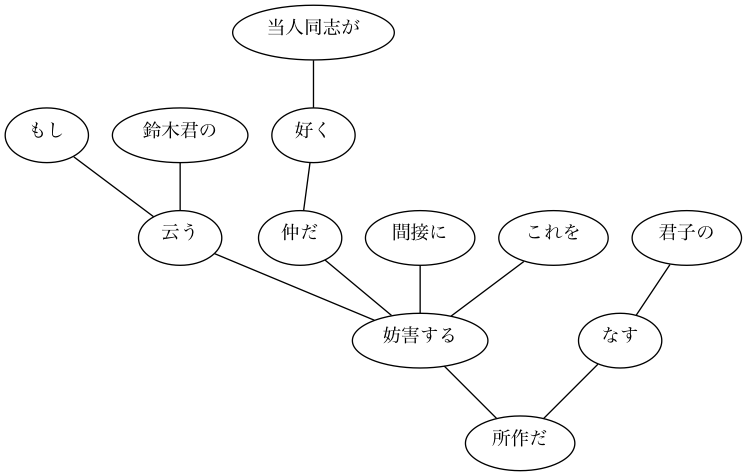 当人同志が
もし
鈴木君の
好く
云う
仲だ
間接に
これを
君子の
妨害する
なす
所作だ